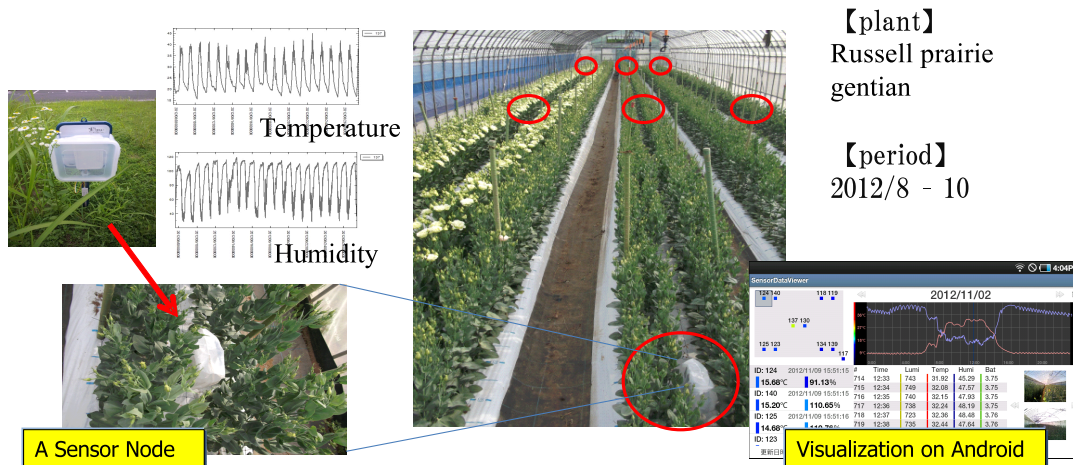 【plant】
Russell prairie
gentian
【period】
2012/8 - 10
Temperature
Humidity
A Sensor Node
Visualization on Android
4:04P
SensorDataViewer
2012/11/02
124 140
118 119
137 130
125 123
134 139
117
ID: 124 2012/11/09 15:51:15
15.68℃ 91.13%
ID: 140 2012/11/09 15:51:15
15.20℃ 110.65%
ID: 125 2012/11/09 15:51:16
14.68℃
ID: 123
# Time Lumi Temp Humi Bat
714 12:33 743 31.92 45.29 3.75
715 12:34 749 32.08 47.57 3.75
716 12:35 740 32.15 47.93 3.75
717 12:36 738 32.24 48.19 3.75
718 12:37 723 32.36 48.48 3.76
719 12:38 735 32.44 47.64 3.76